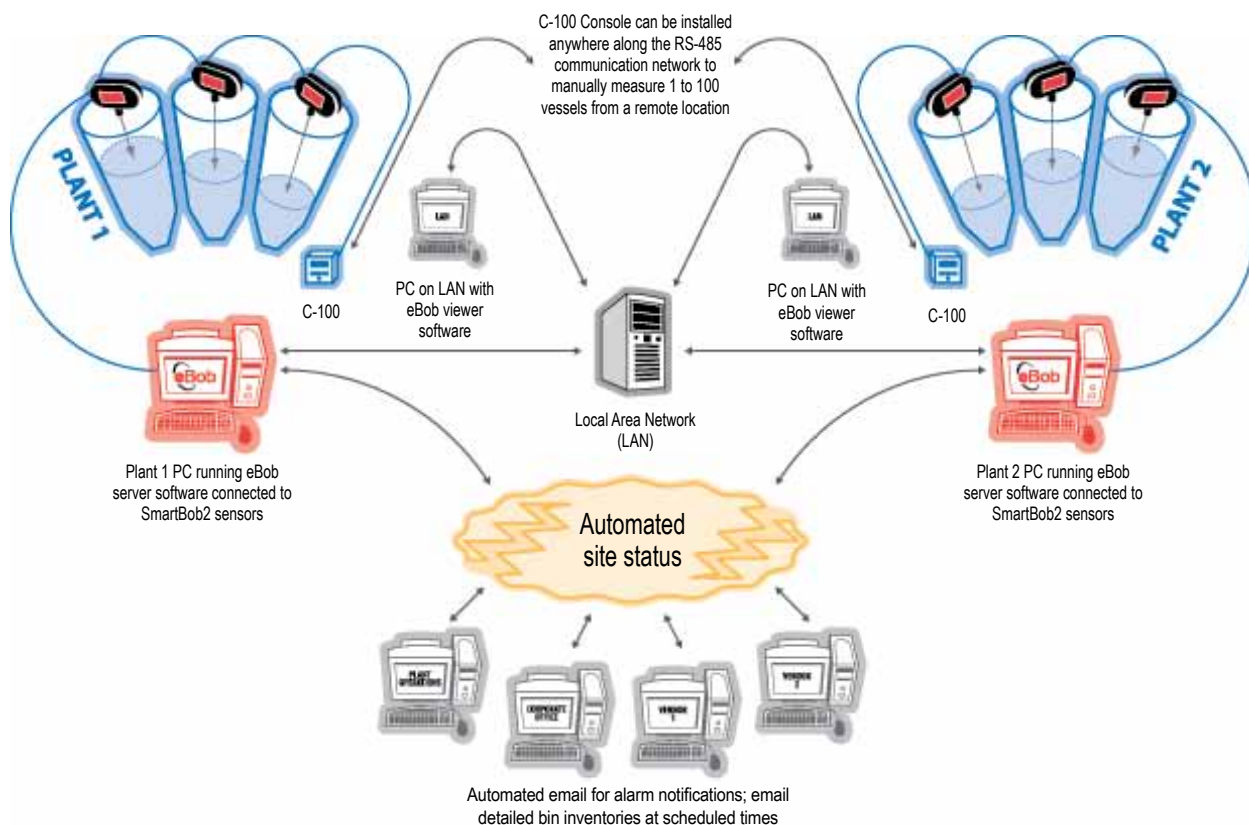 C-100 Console can be installed
anywhere along the RS-485
communication network to
manually measure 1 to 100
vessels from a remote location
PLANT 1
PLANT 2
LAN
LAN
C-100
PC on LAN with
eBob viewer
software
PC on LAN with
eBob viewer
software
C-100
eBob
eBob
Local Area Network
(LAN)
Plant 1 PC running eBob
server software connected to
SmartBob2 sensors
Plant 2 PC running eBob
server software connected to
SmartBob2 sensors
Automated
site status
PLANT
OPERATIONS
CORPORATE
OFFICE
VENDOR
1
VENDOR
2
Automated email for alarm notifications; email
detailed bin inventories at scheduled times